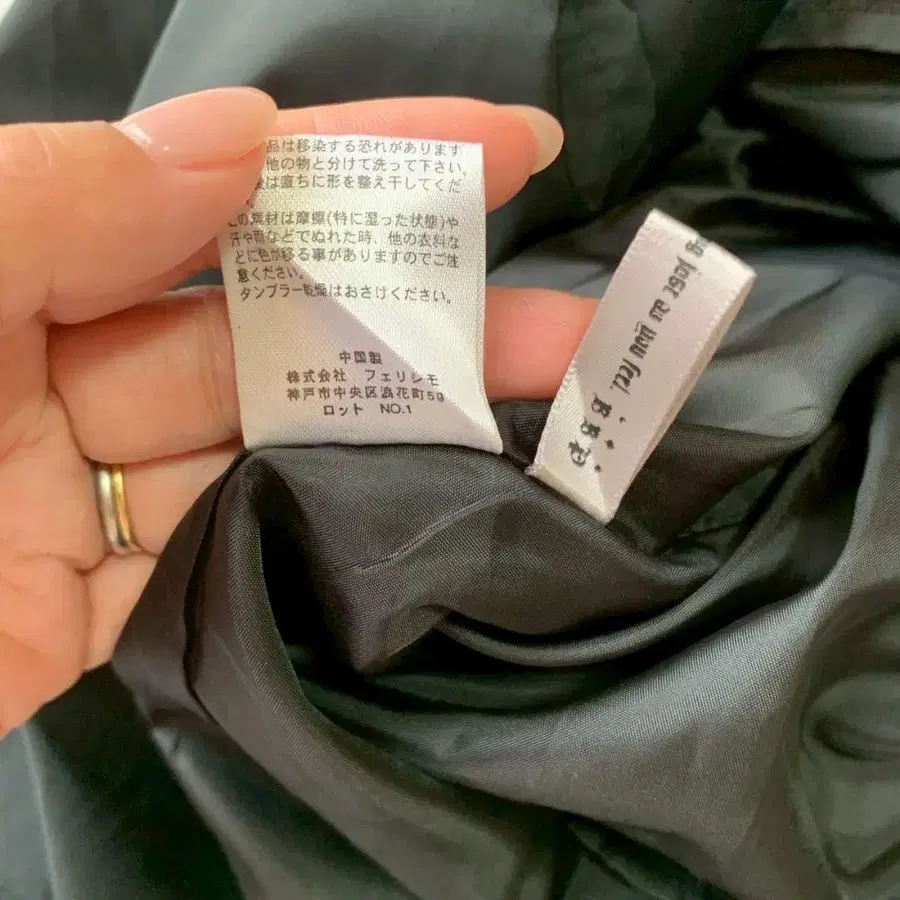 品は移染する恐れがあります
他の物と分けて洗って下さい。
は直ちに形を整え干してくだ
この素材は摩擦(特に湿った状態)や
汗や雨などでぬれた時、他の衣料な
どに色が移る事がありますのでご注
意ください。
タンブラー乾燥はおさけください。
中国製
株式会社 フェリシモ
神戸市中央区浪花町59
ロット NO.1
just as you feel.